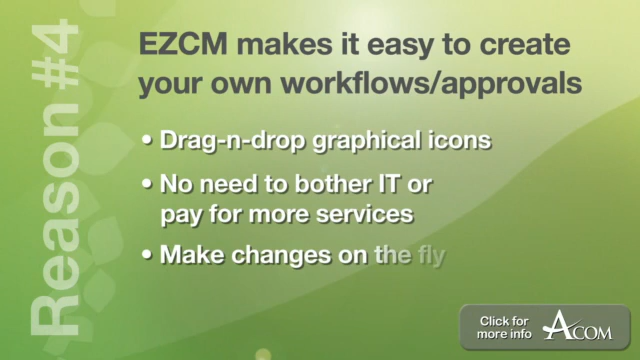 Reason #4
EZCM makes it easy to create
your own workflows/approvals
• Drag-n-drop graphical icons
• No need to bother IT or
pay for more services
• Make changes on the fly
Click for
more info
ACOM